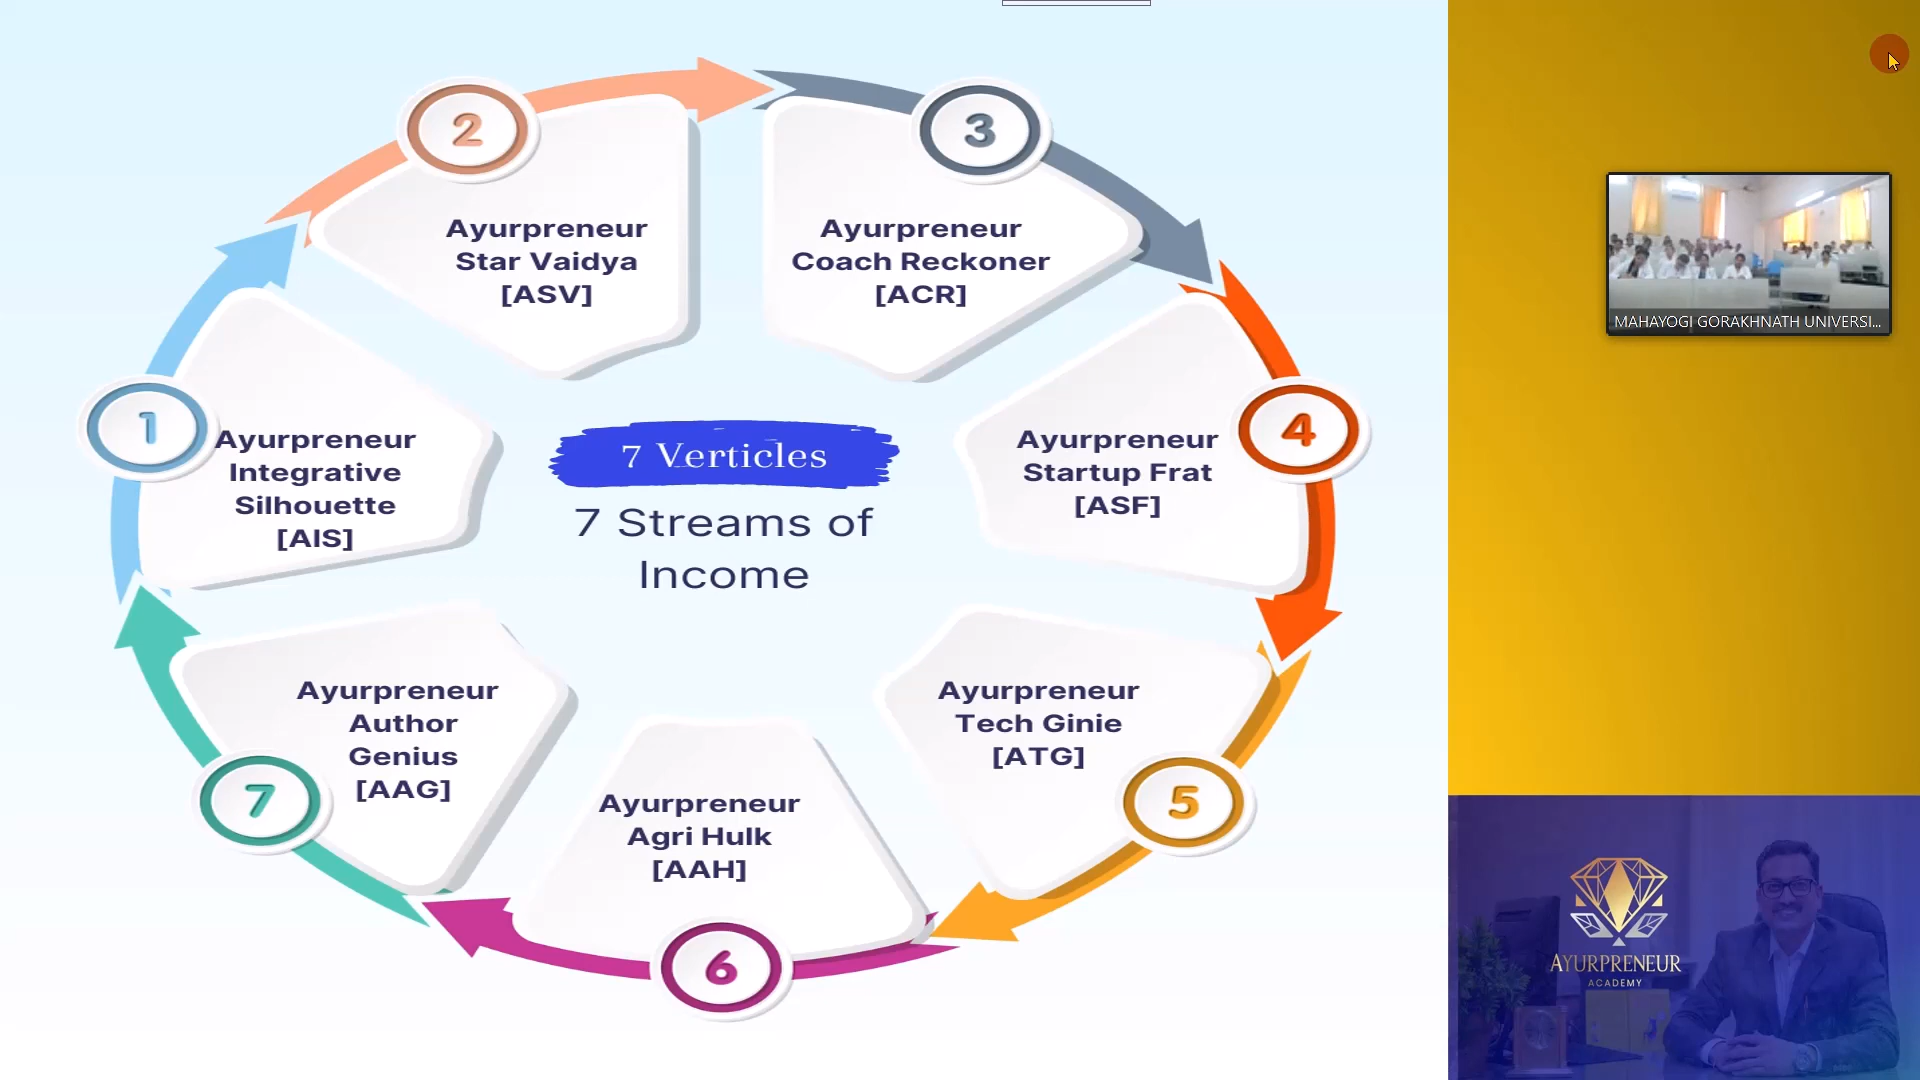 1
Ayurpreneur
Integrative
Silhouette
[AIS]
2
Ayurpreneur
Star Vaidya
[ASV]
3
Ayurpreneur
Coach Reckoner
[ACR]
4
Ayurpreneur
Startup Frat
[ASF]
5
Ayurpreneur
Tech Ginie
[ATG]
6
Ayurpreneur
Agri Hulk
[AAH]
7
Ayurpreneur
Author
Genius
[AAG]
7 Verticles
7 Streams of
Income
MAHAYOGI GORAKHNATH UNIVERSI...
AYURPRENEUR
ACADEMY